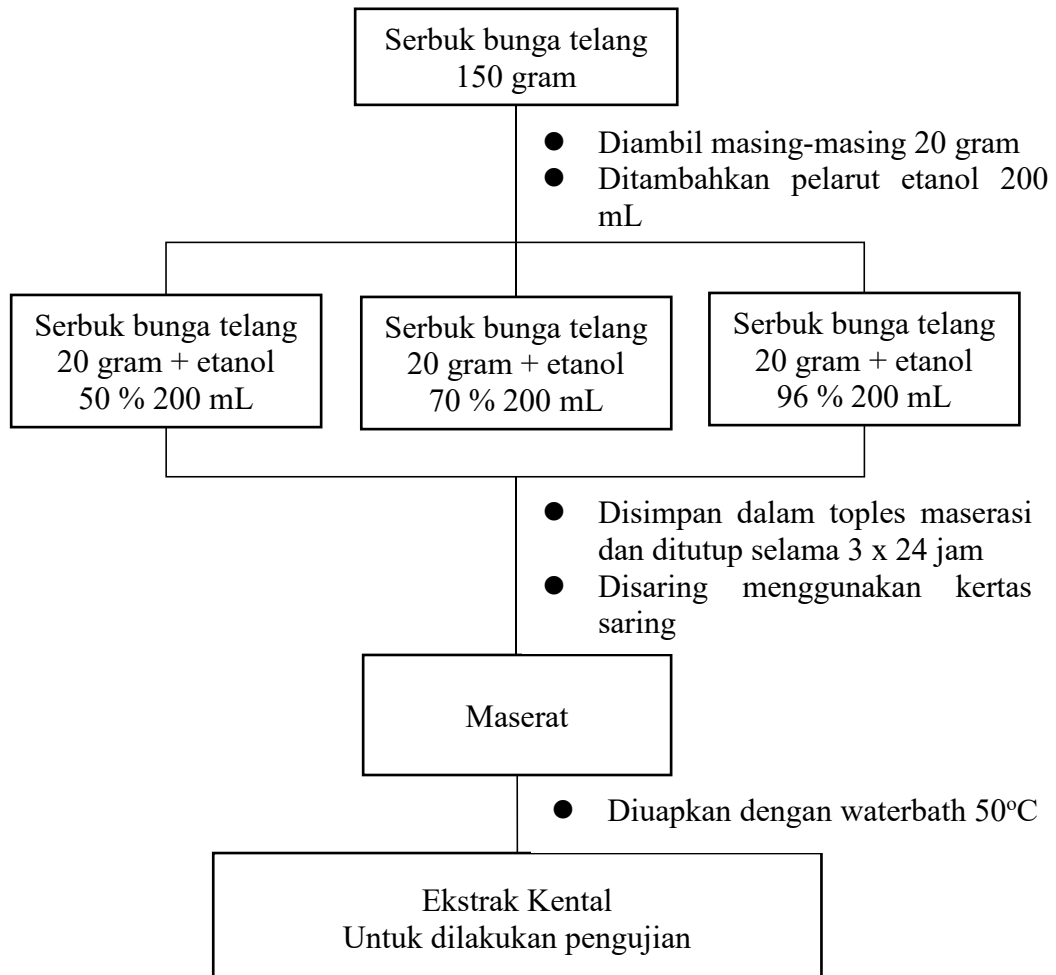 Serbuk bunga telang
150 gram
● Diambil masing-masing 20 gram
● Ditambahkan pelarut etanol 200
mL
Serbuk bunga telang
20 gram + etanol
50 % 200 mL
Serbuk bunga telang
20 gram + etanol
70 % 200 mL
Serbuk bunga telang
20 gram + etanol
96 % 200 mL
● Disimpan dalam toples maserasi
dan ditutup selama 3 x 24 jam
● Disaring menggunakan kertas
saring
Maserat
● Diuapkan dengan waterbath 50°C
Ekstrak Kental
Untuk dilakukan pengujian